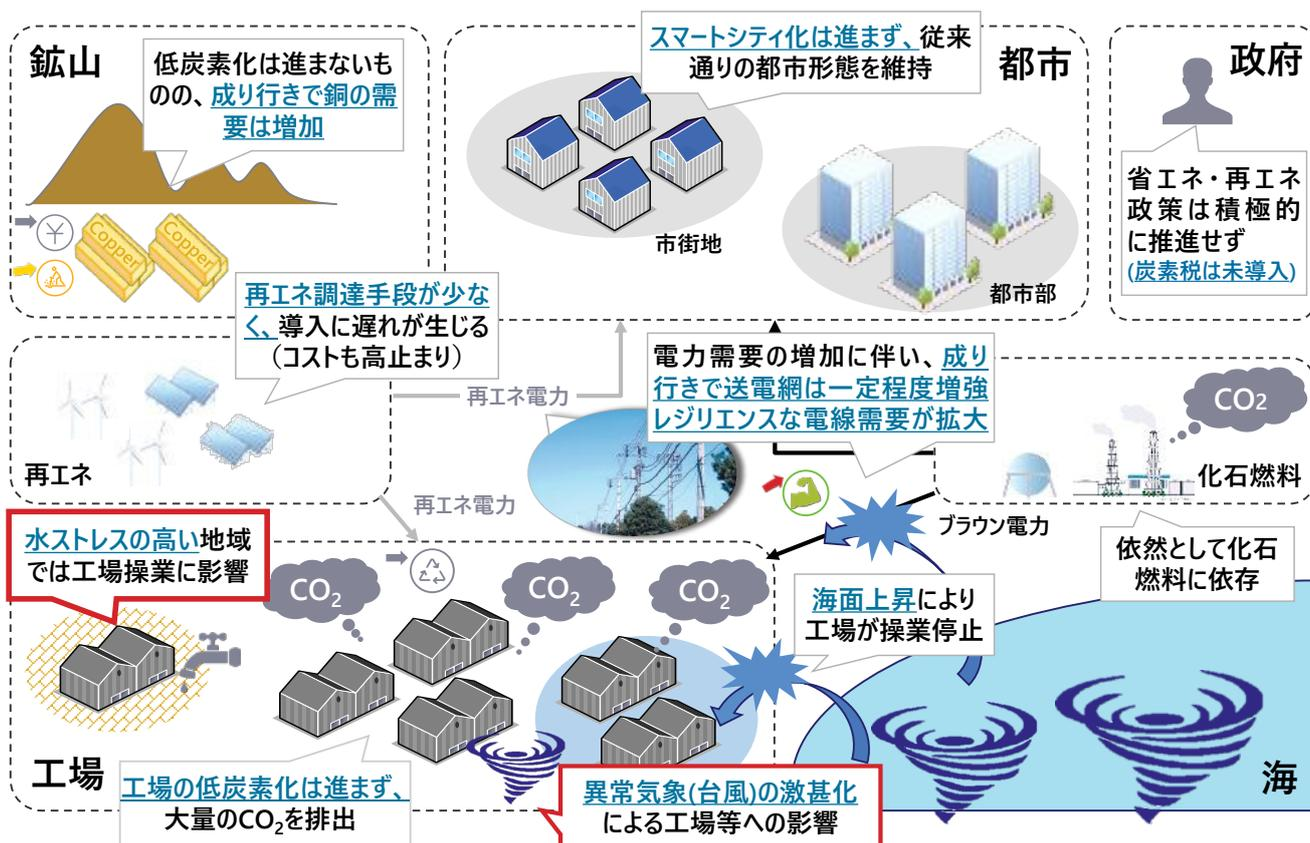 鉱山
低炭素化は進まないも
のの、成り行きで銅の需
要は増加
Copper
Copper
スマートシティ化は進まず、従来
通りの都市形態を維持
都市
市街地
都市部
政府
省エネ・再エネ
政策は積極的
に推進せず
(炭素税は未導入)
再エネ調達手段が少な
く、導入に遅れが生じる
（コストも高止まり）
再エネ
再エネ電力
再エネ電力
電力需要の増加に伴い、成り
行きで送電網は一定程度増強
レジリエンスな電線需要が拡大
CO2
化石燃料
ブラウン電力
依然として化石
燃料に依存
水ストレスの高い地域
では工場操業に影響
CO2
CO2
CO2
海面上昇により
工場が操業停止
工場
工場の低炭素化は進まず、
大量のCO2を排出
異常気象(台風)の激甚化
による工場等への影響
海